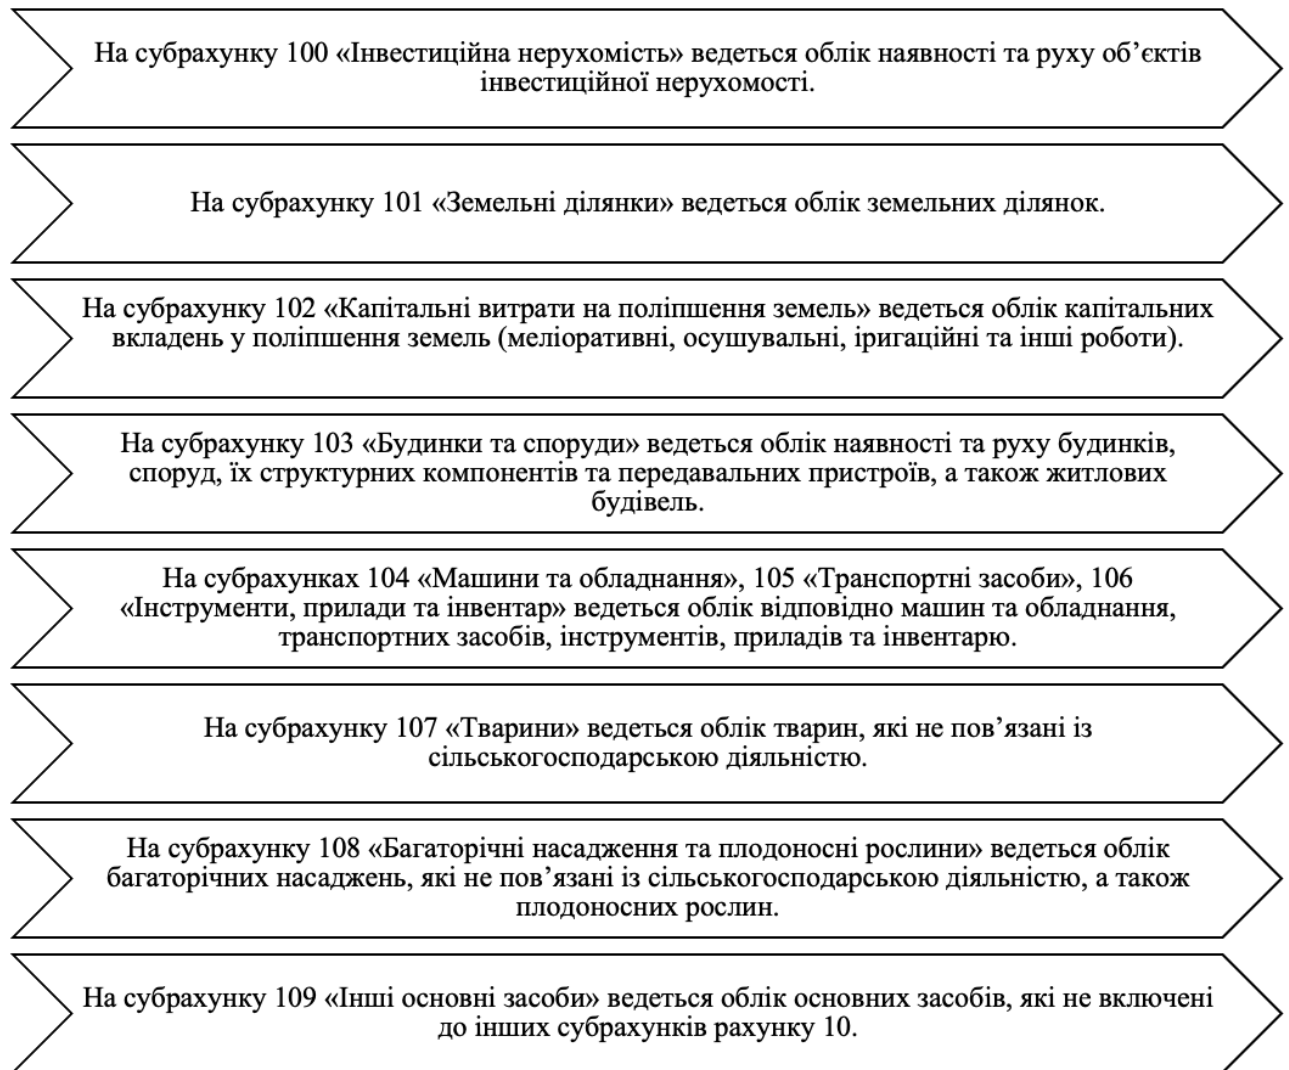 На субрахунку 100 «Інвестиційна нерухомість» ведеться облік наявності та руху об’єктів
інвестиційної нерухомості.
На субрахунку 101 «Земельні ділянки» ведеться облік земельних ділянок.
На субрахунку 102 «Капітальні витрати на поліпшення земель» ведеться облік капітальних
вкладень у поліпшення земель (меліоративні, осушувальні, іригаційні та інші роботи).
На субрахунку 103 «Будинки та споруди» ведеться облік наявності та руху будинків,
споруд, їх структурних компонентів та передавальних пристроїв, а також житлових
будівель.
На субрахунках 104 «Машини та обладнання», 105 «Транспортні засоби», 106
«Інструменти, прилади та інвентар» ведеться облік відповідно машин та обладнання,
транспортних засобів, інструментів, приладів та інвентарю.
На субрахунку 107 «Тварини» ведеться облік тварин, які не пов’язані із
сільськогосподарською діяльністю.
На субрахунку 108 «Багаторічні насадження та плодоносні рослини» ведеться облік
багаторічних насаджень, які не пов’язані із сільськогосподарською діяльністю, а також
плодоносних рослин.
На субрахунку 109 «Інші основні засоби» ведеться облік основних засобів, які не включені
до інших субрахунків рахунку 10.